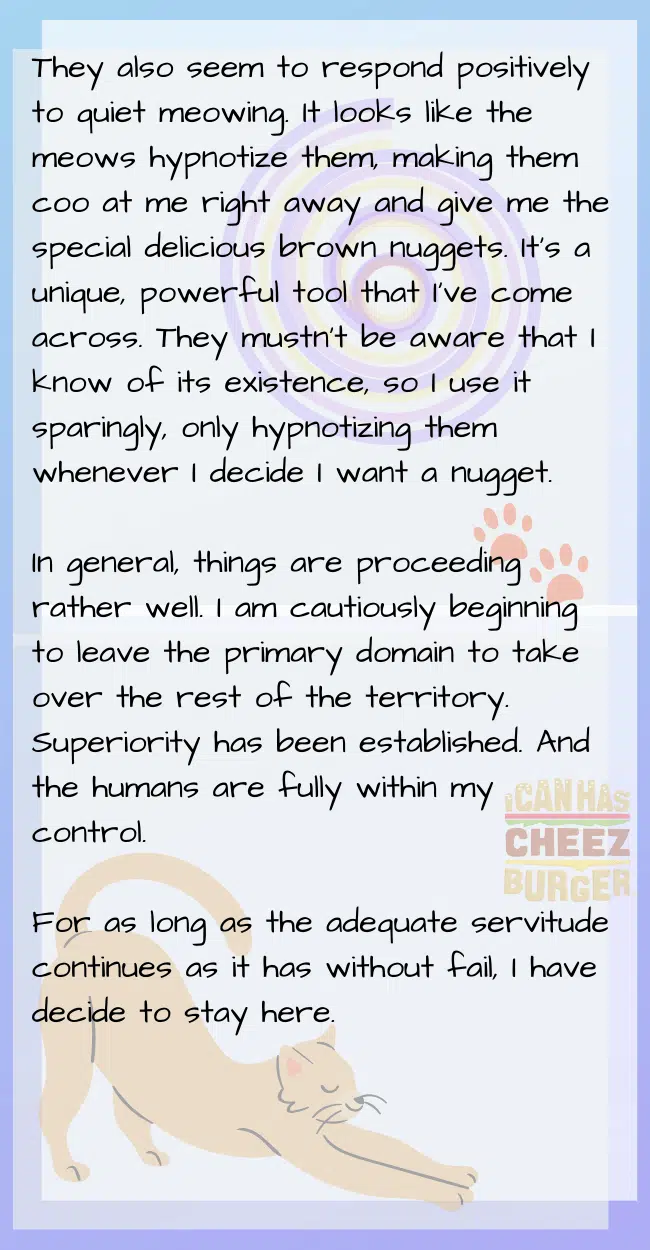 They also seem to respond positively
to quiet meowing. It looks like the
meows hypnotize them, making them
coo at me right away and give me the
special delicious brown nuggets. It's a
unique, powerful tool that I've come
across. They mustn't be aware that I
know of its existence, so I use it
sparingly, only hypnotizing them
whenever I decide I want a nugget.
In general, things are proceeding
rather well. I am cautiously beginning
to leave the primary domain to take
over the rest of the territory.
Superiority has been established. And
the humans are fully within my
control.
iCAN HAS
CHEEZ
BURGER
For as long as the adequate servitude
continues as it has without fail, I have
decide to stay here.